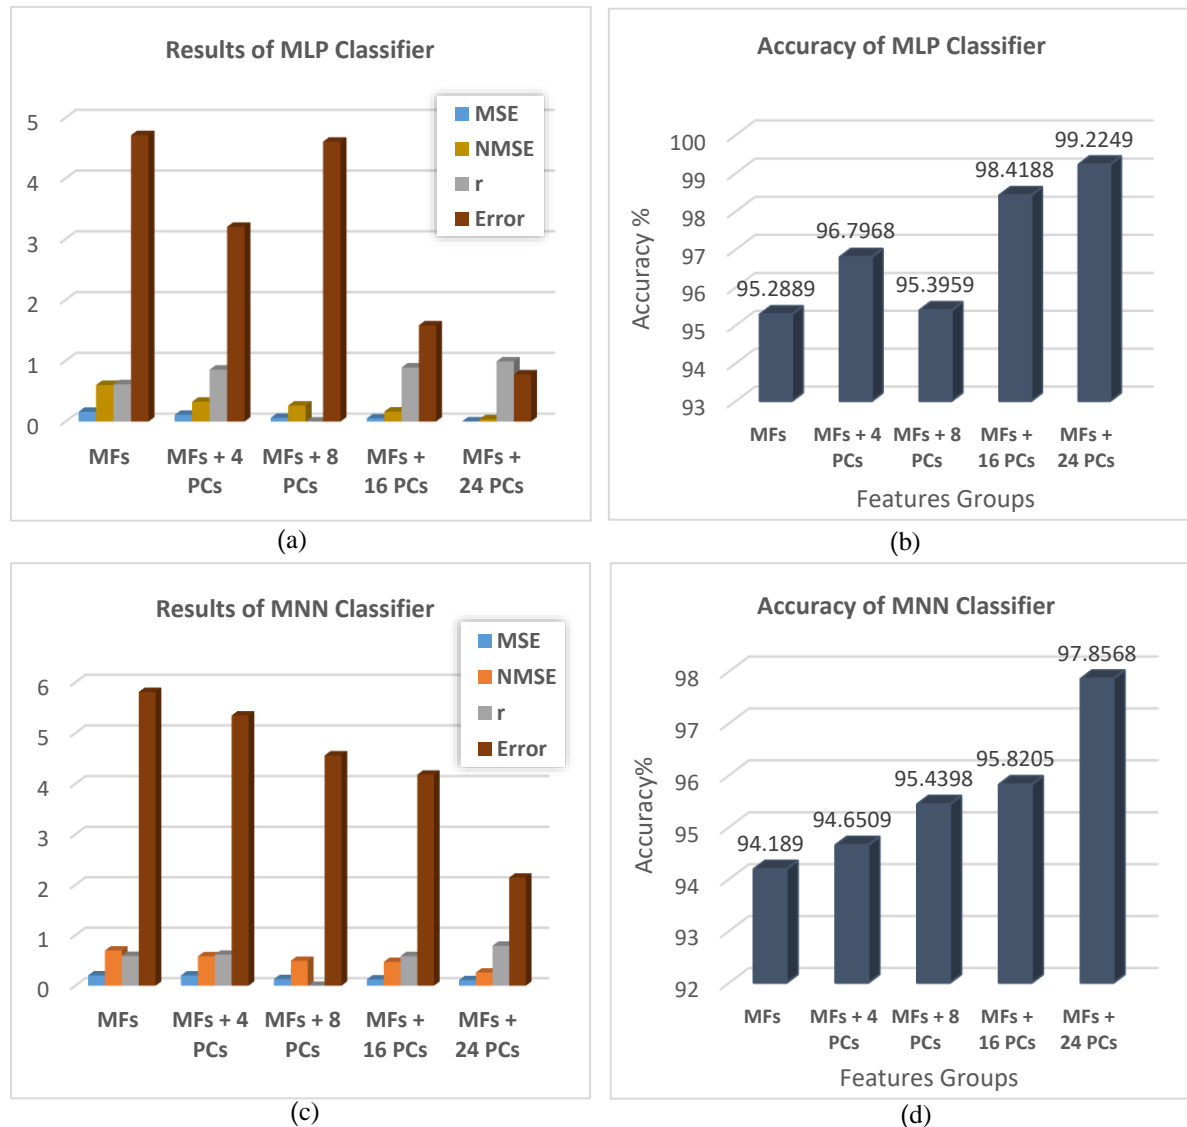 Results of MLP Classifier
MSE
NMSE
r
Error
5
4
3
2
1
0
MFs
MFs + 4
PCs
MFs + 8
PCs
MFs +
16 PCs
MFs +
24 PCs
(a)
Accuracy of MLP Classifier
Accuracy %
100
99
98
97
96
95
94
93
95.2889
96.7968
95.3959
98.4188
99.2249
MFs
MFs + 4
PCs
MFs + 8
PCs
MFs +
16 PCs
MFs +
24 PCs
Features Groups
(b)
Results of MNN Classifier
MSE
NMSE
r
Error
6
5
4
3
2
1
0
MFs
MFs + 4
PCs
MFs + 8
PCs
MFs +
16 PCs
MFs +
24 PCs
(c)
Accuracy of MNN Classifier
Accuracy%
98
97
96
95
94
93
92
94.189
94.6509
95.4398
95.8205
97.8568
MFs
MFs + 4
PCs
MFs + 8
PCs
MFs +
16 PCs
MFs +
24 PCs
Features Groups
(d)